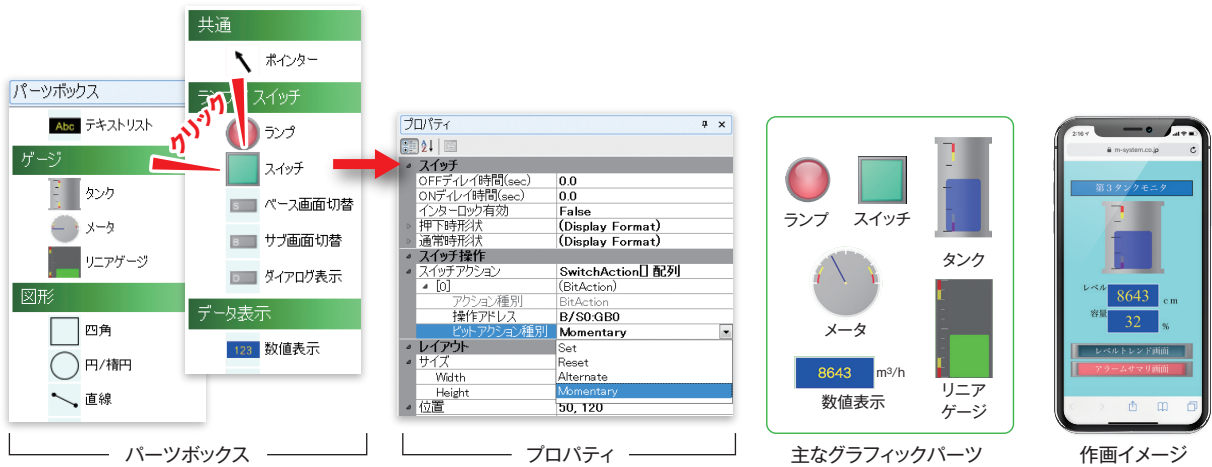 パーツボックス
Abc テキストリスト
ゲージ
タンク
メータ
リニアゲージ
図形
四角
円/楕円
直線
共通
ポインター
スイッチ
クリック
ランプ
スイッチ
S ベース画面切替
S サブ画面切替
D ダイアログ表示
データ表示
123 数値表示
パーツボックス
プロパティ
スイッチ
OFFディレイ時間(sec) 0.0
ONディレイ時間(sec) 0.0
インターロック有効 False
押下時形状 (Display Format)
通常時形状 (Display Format)
スイッチ操作
スイッチアクション SwitchAction[] 配列
[0] (BitAction)
アクション種別 BitAction
操作アドレス B/S0:GB0
ビットアクション種別 Momentary
レイアウト Set
サイズ Reset
Width Alternate
Height Momentary
位置 50, 120
プロパティ
ランプ
スイッチ
タンク
メータ
8643 m³/h
数値表示
リニア
ゲージ
主なグラフィックパーツ
2:16
m-system.co.jp
第3タンクモニタ
レベル 8643 cm
容量 32 %
レベルトレンド画面
アラームサマリ画面
作画イメージ